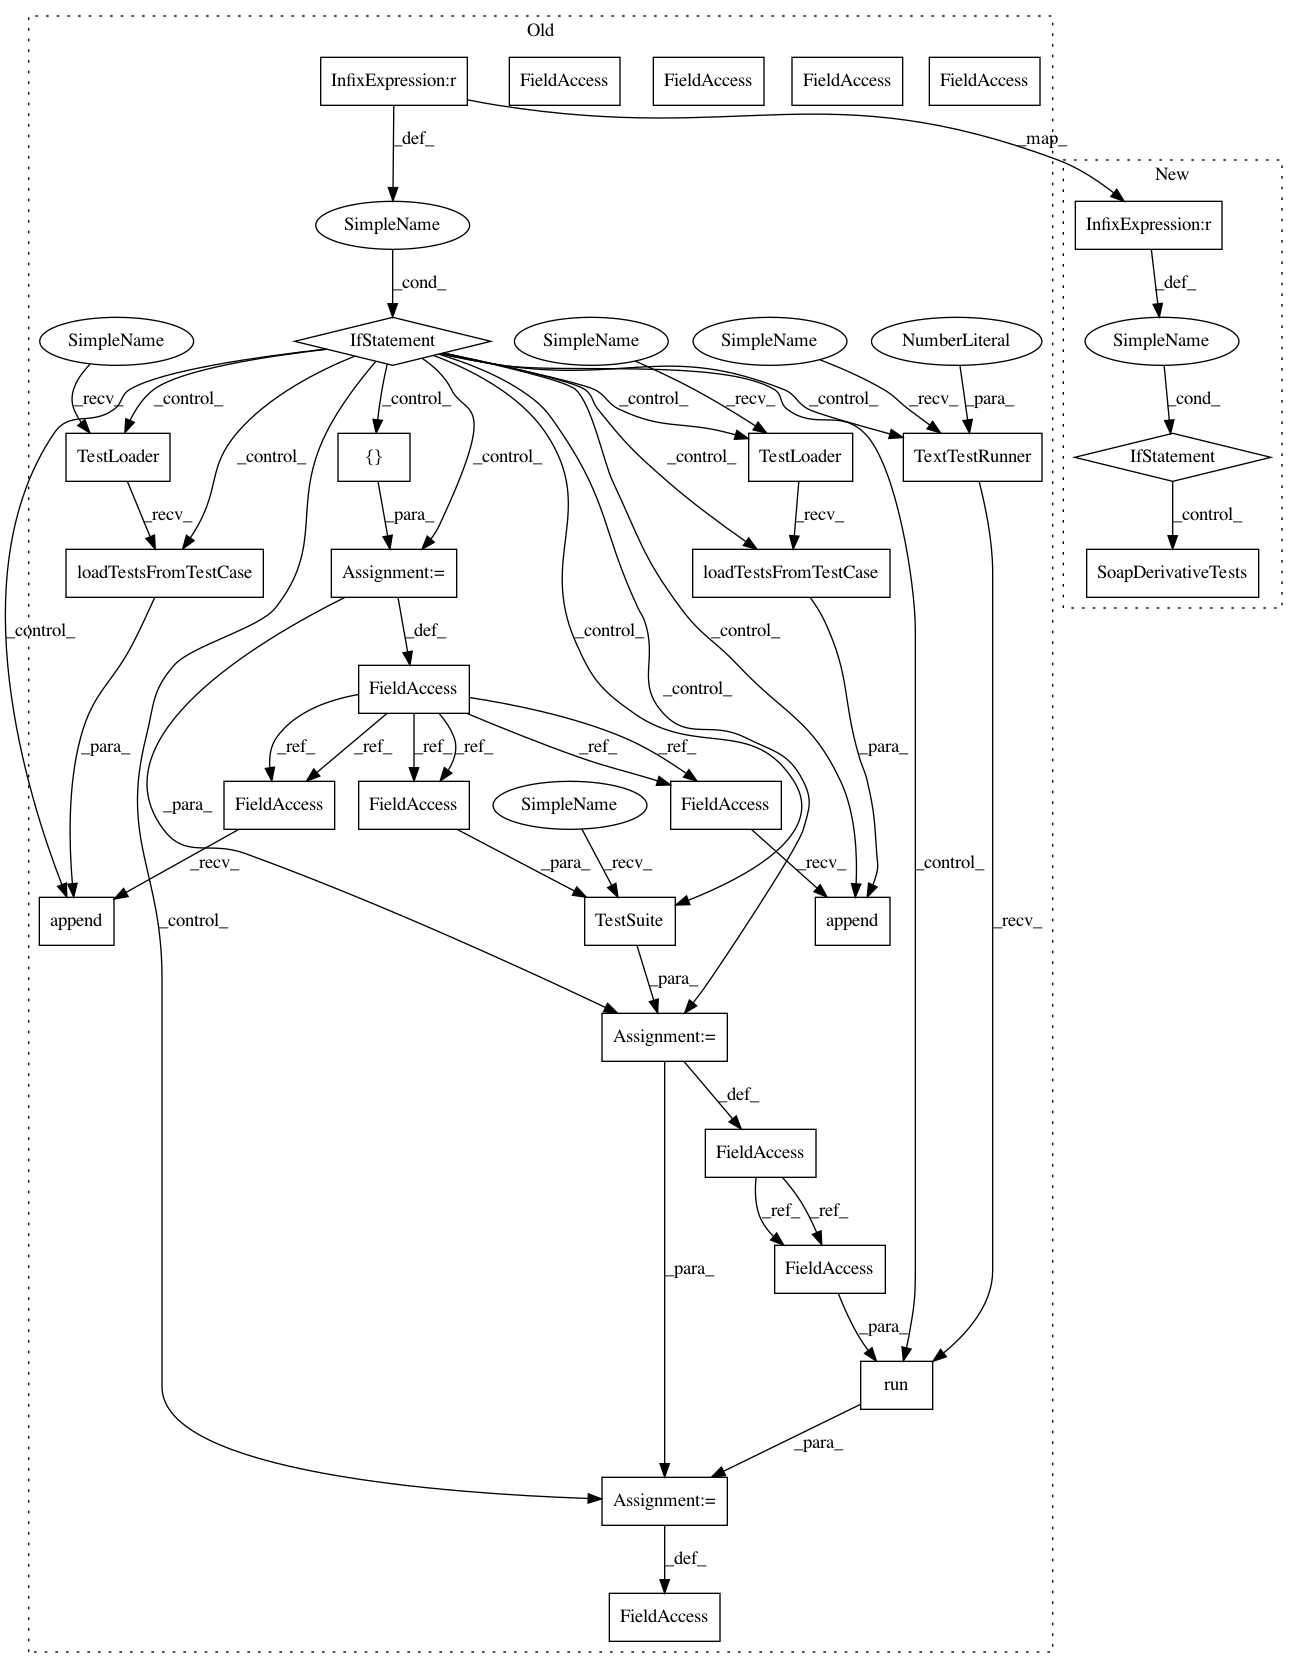 Old
InfixExpression:r
FieldAccess
FieldAccess
FieldAccess
FieldAccess
_def_
_map_
New
SimpleName
InfixExpression:r
_cond_
_def_
SimpleName
IfStatement
SimpleName
SimpleName
NumberLiteral
SimpleName
_recv_
_control_
_control_
_control_
_recv_
_control_
_recv_
_para_
_cond_
TestLoader
_control_
{}
_control_
_control_
TestLoader
TextTestRunner
IfStatement
_recv_
_para_
_recv_
_control_
loadTestsFromTestCase
Assignment:=
loadTestsFromTestCase
SoapDerivativeTests
_control_
_def_
_control_
_control_
FieldAccess
_control_
_para_
_ref_
_ref_
_ref_
_ref_
_ref_
_ref_
_para_
FieldAccess
FieldAccess
SimpleName
FieldAccess
_para_
_recv_
_para_
_recv_
_recv_
_control_
append
_control_
TestSuite
append
_recv_
_para_
Assignment:=
_def_
FieldAccess
_ref_
_ref_
_para_
FieldAccess
_para_
run
_para_
Assignment:=
_def_
FieldAccess